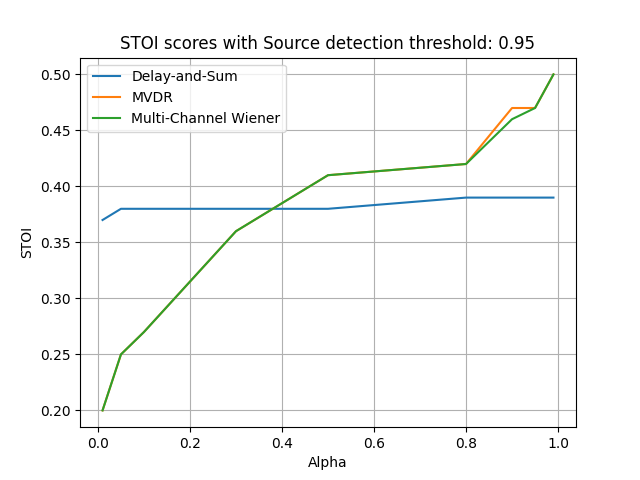 STOI scores with Source detection threshold: 0.95
Delay-and-Sum
MVDR
Multi-Channel Wiener
0.50
0.45
0.40
0.35
0.30
0.25
0.20
STOI
0.0 0.2 0.4 0.6 0.8 1.0
Alpha